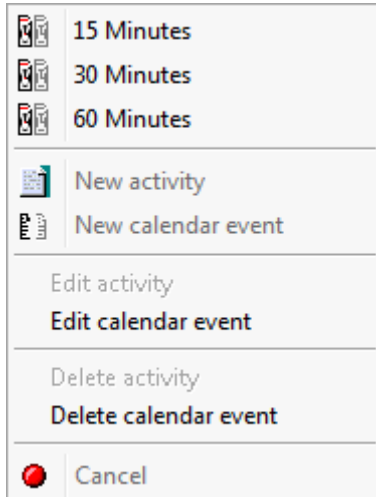 15 Minutes
30 Minutes
60 Minutes
New activity
New calendar event
Edit activity
Edit calendar event
Delete activity
Delete calendar event
Cancel